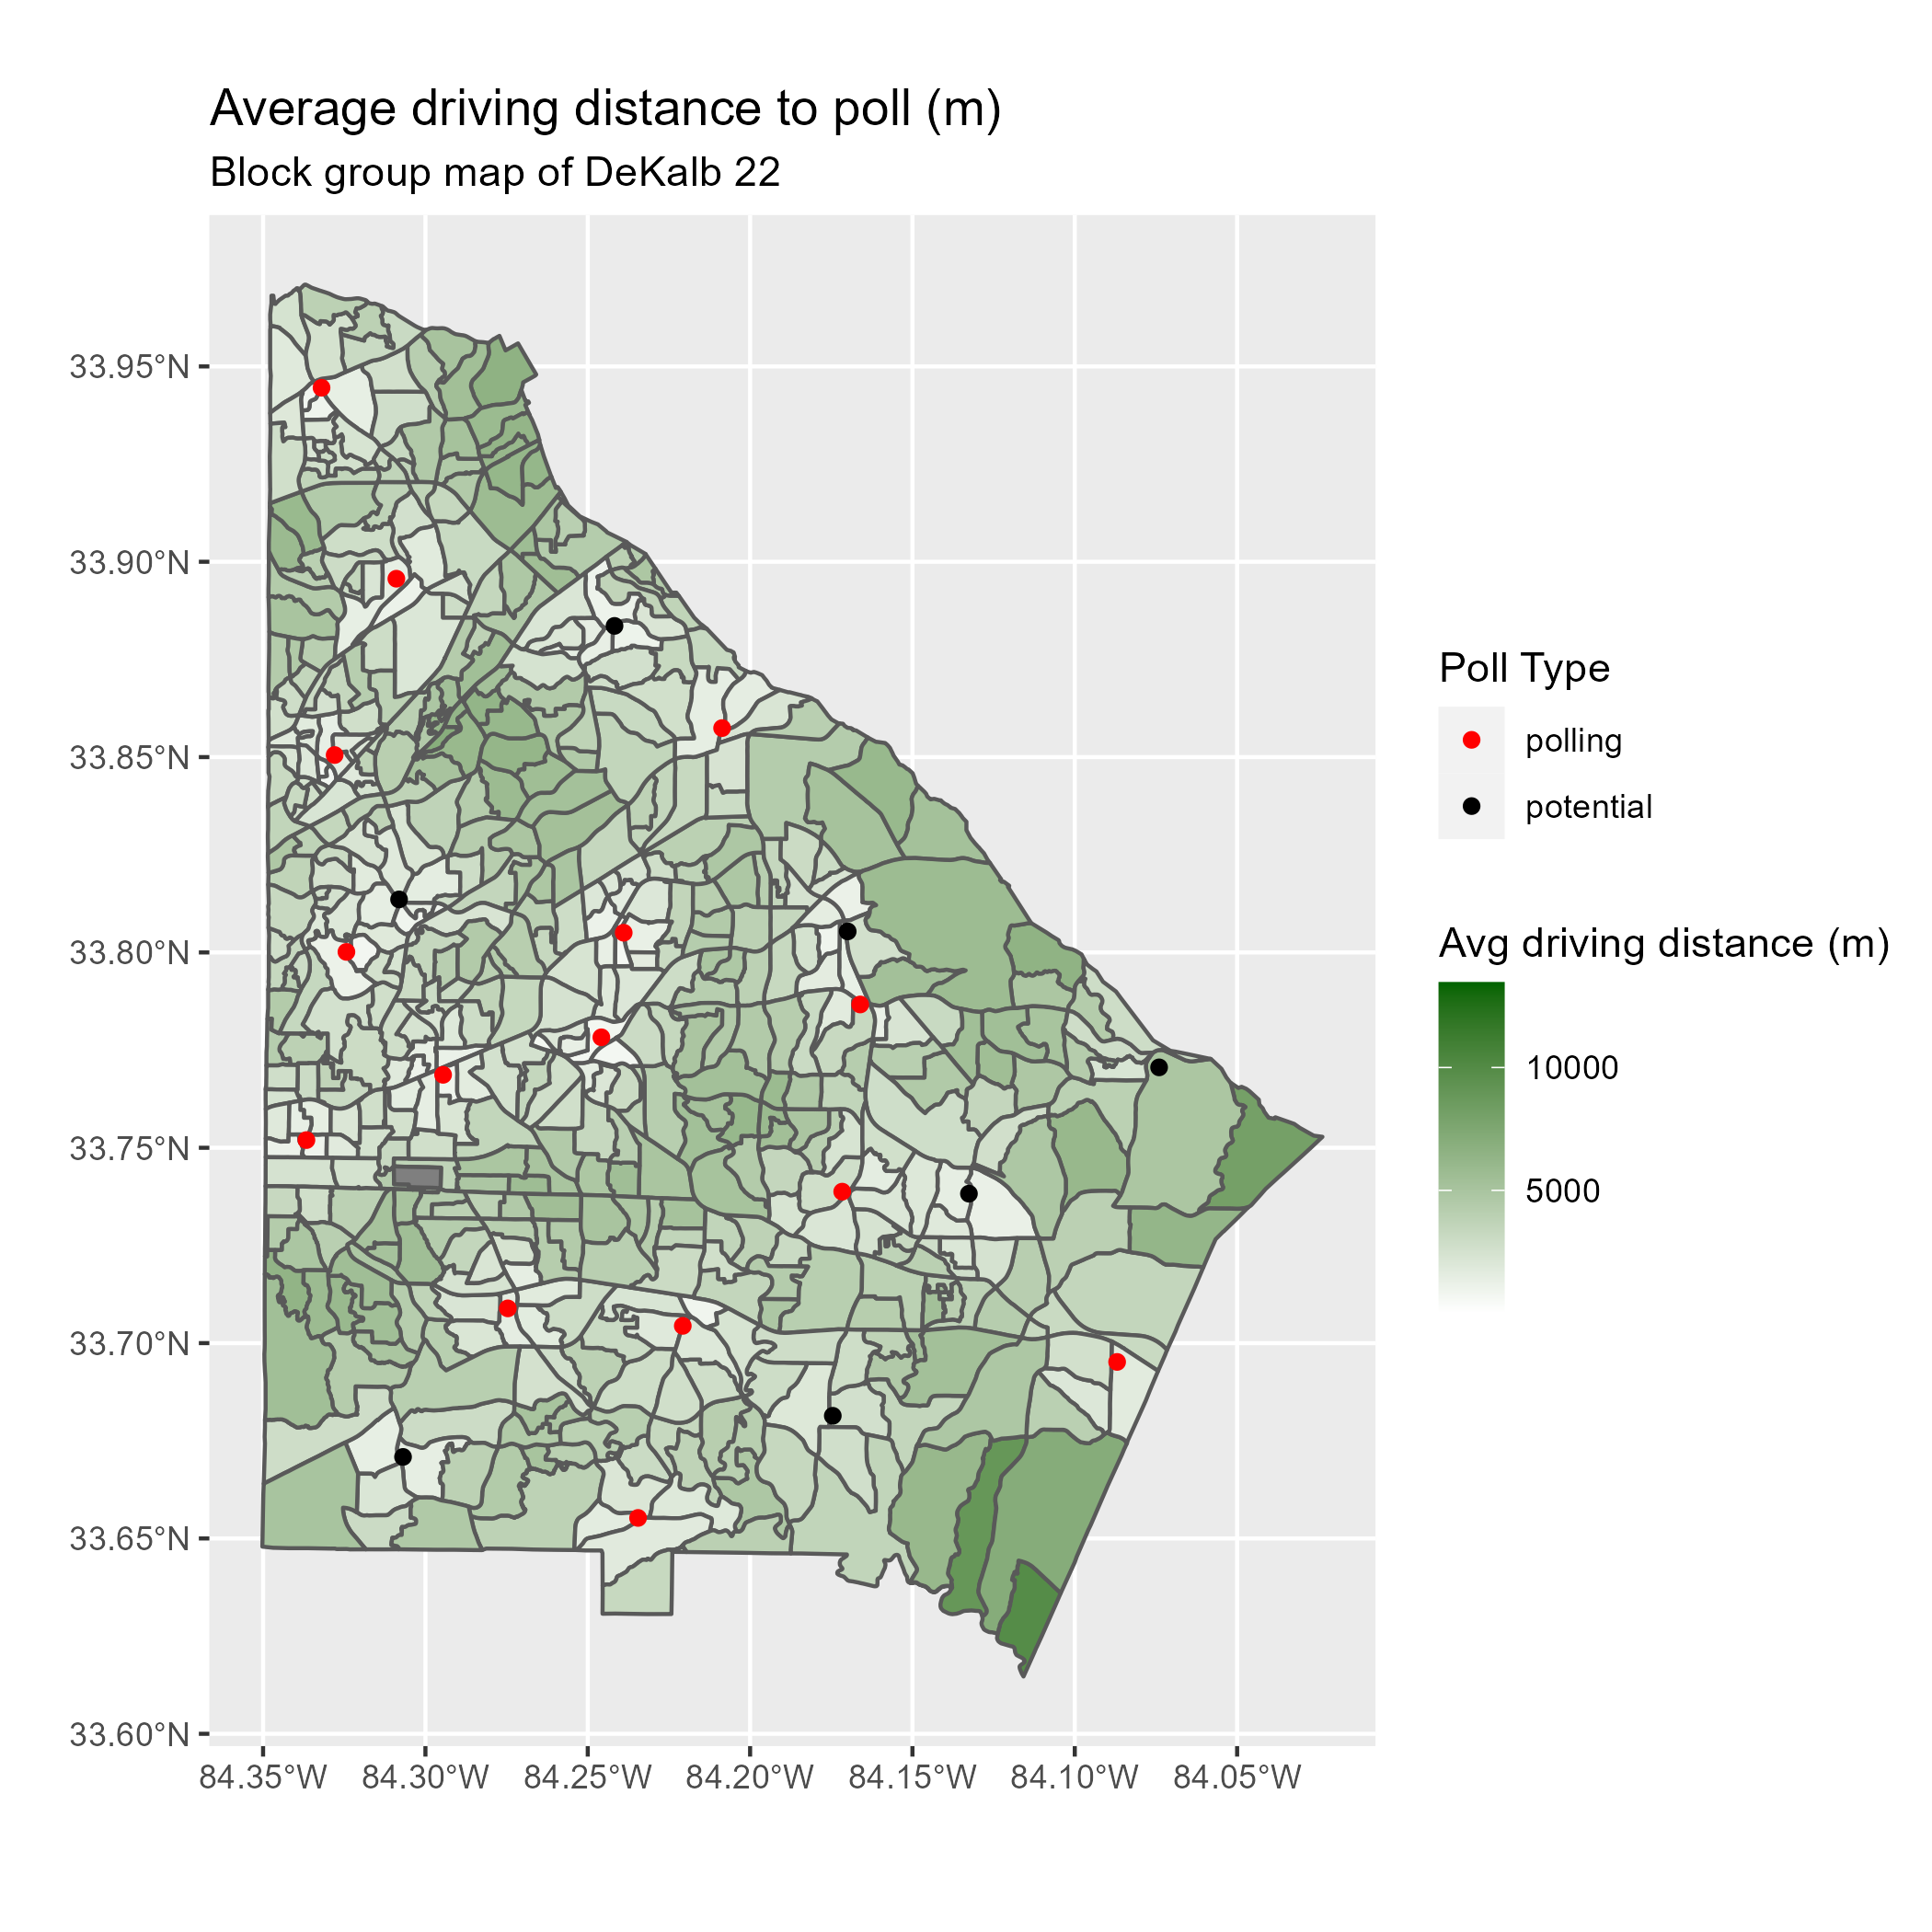 Average driving distance to poll (m)
Block group map of DeKalb 22
33.95°N
33.90°N
33.85°N
33.80°N
33.75°N
33.70°N
33.65°N
33.60°N
84.35°W 84.30°W 84.25°W 84.20°W 84.15°W 84.10°W 84.05°W
Poll Type
polling
potential
Avg driving distance (m)
10000
5000